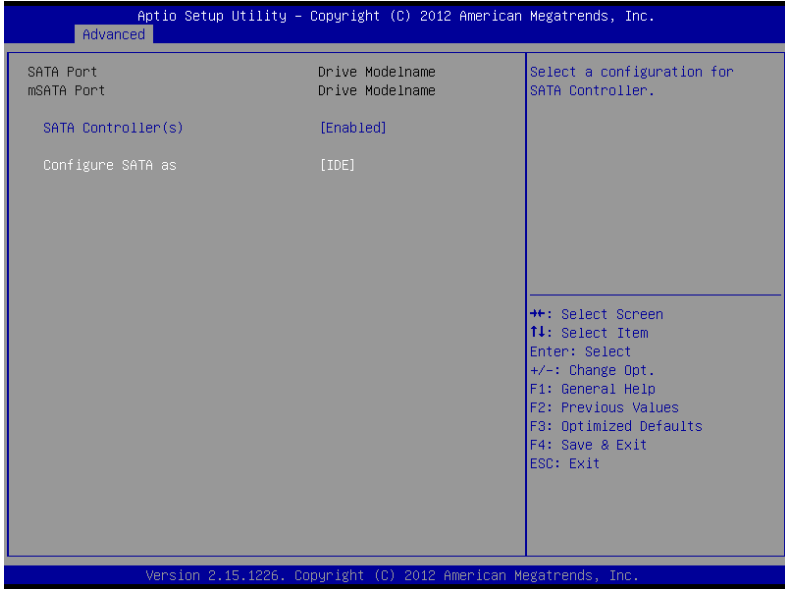 Aptio Setup Utility – Copyright (C) 2012 American Megatrends, Inc.
Advanced
SATA Port Drive Modelname
mSATA Port Drive Modelname
SATA Controller(s) [Enabled]
Configure SATA as [IDE]
Select a configuration for
SATA Controller.
→←: Select Screen
↑↓: Select Item
Enter: Select
+/-: Change Opt.
F1: General Help
F2: Previous Values
F3: Optimized Defaults
F4: Save & Exit
ESC: Exit
Version 2.15.1226. Copyright (C) 2012 American Megatrends, Inc.